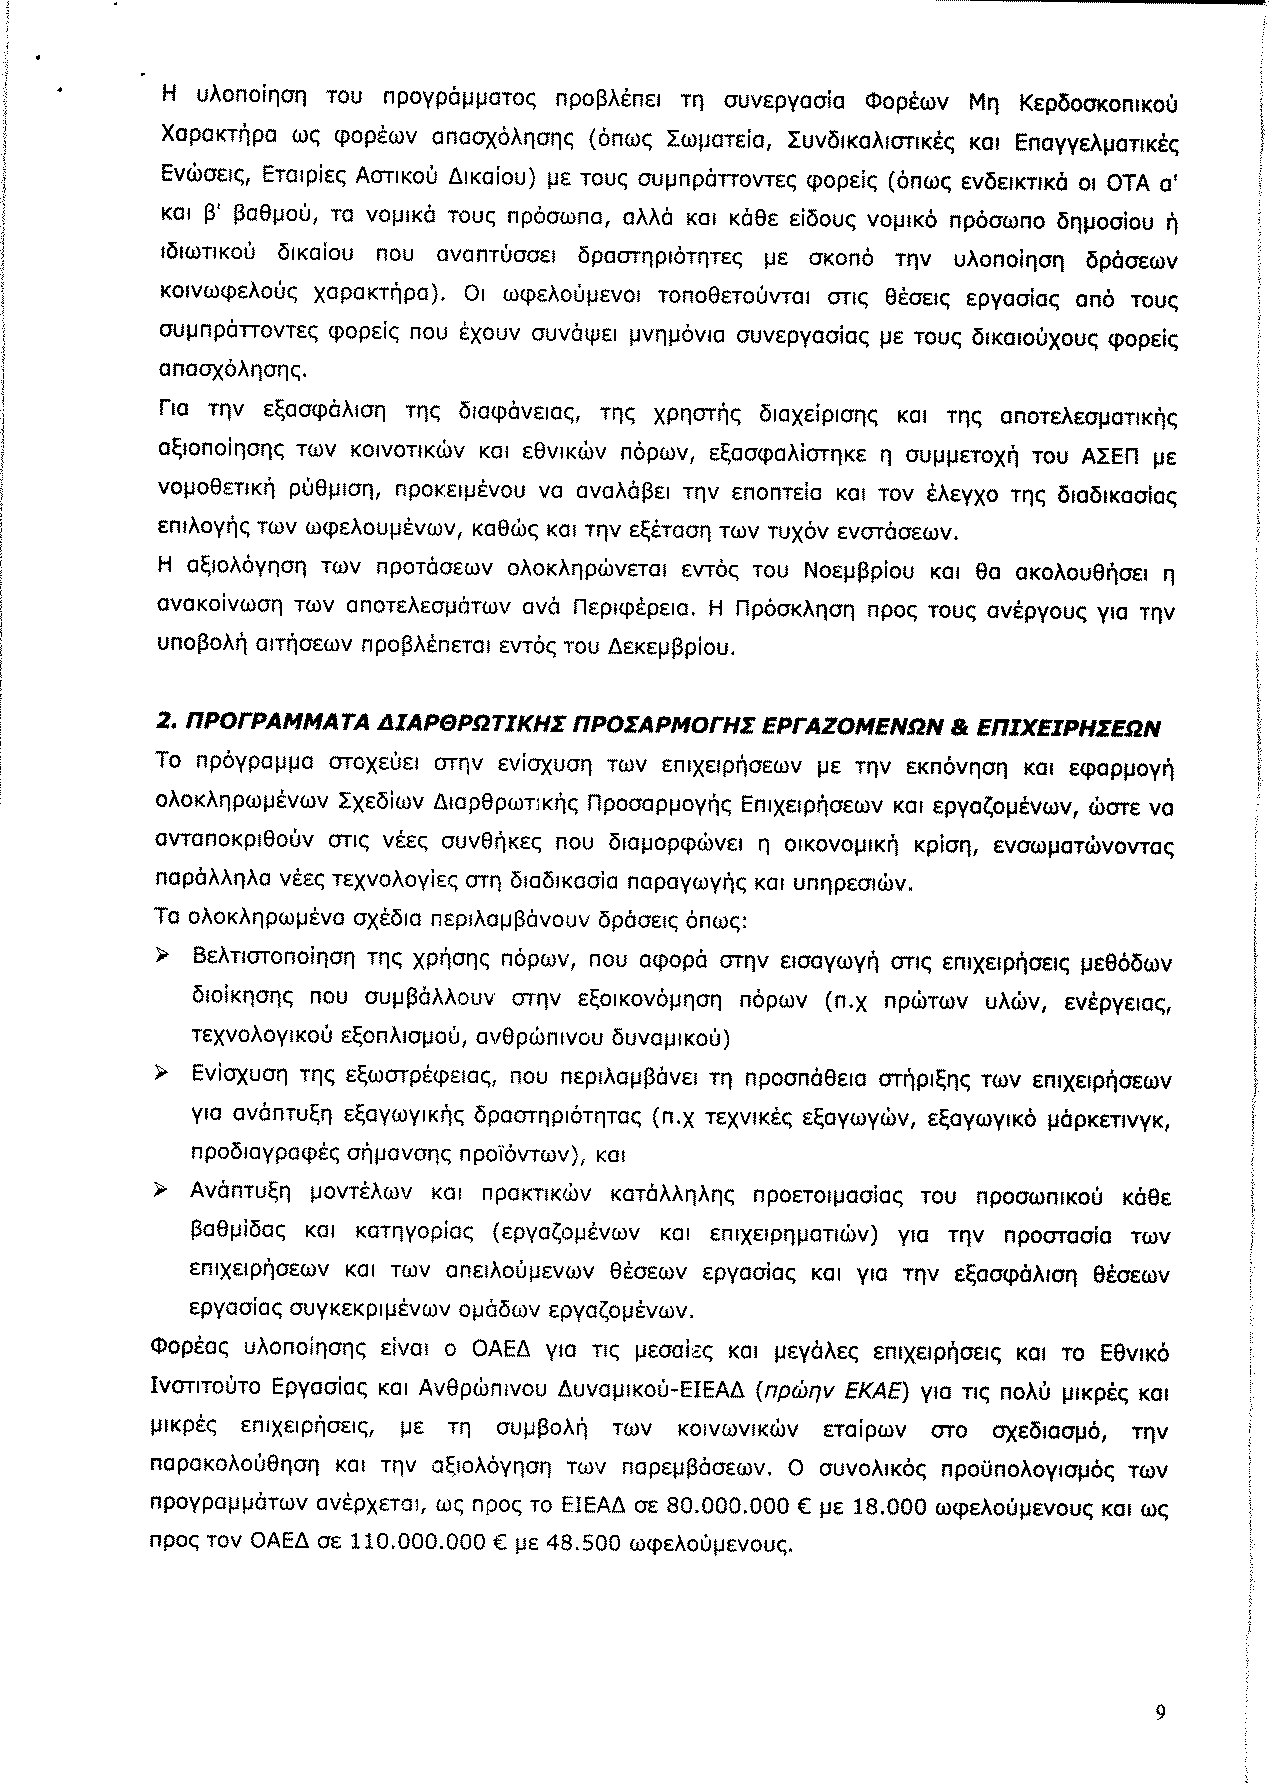 Η υλοποίηση του προγράμματος προβλέπει τη συνεργασία Φορέων Μη Κερδοσκοπικού
Χαρακτήρα ως φορέων απασχόλησης (όπως Σωματεία, Συνδικαλιστικές και Επαγγελματικές
Ενώσεις, Εταιρίες Αστικού Δικαίου) με τους συμπράττοντες φορείς (όπως ενδεικτικά οι ΟΤΑ α'
και β' βαθμού, τα νομικά τους πρόσωπα, αλλά και κάθε είδους νομικό πρόσωπο δημοσίου ή
ιδιωτικού δικαίου που αναπτύσσει δραστηριότητες με σκοπό την υλοποίηση δράσεων
κοινωφελούς χαρακτήρα). Οι ωφελούμενοι τοποθετούνται στις θέσεις εργασίας από τους
συμπράττοντες φορείς που έχουν συνάψει μνημόνια συνεργασίας με τους δικαιούχους φορείς
απασχόλησης.
Για την εξασφάλιση της διαφάνειας, της χρηστής διαχείρισης και της αποτελεσματικής
αξιοποίησης των κοινοτικών και εθνικών πόρων, εξασφαλίστηκε η συμμετοχή του ΑΣΕΠ με
νομοθετική ρύθμιση, προκειμένου να αναλάβει την εποπτεία και τον έλεγχο της διαδικασίας
επιλογής των ωφελουμένων, καθώς και την εξέταση των τυχόν ενστάσεων.
Η αξιολόγηση των προτάσεων ολοκληρώνεται εντός του Νοεμβρίου και θα ακολουθήσει η
ανακοίνωση των αποτελεσμάτων ανά Περιφέρεια. Η Πρόσκληση προς τους ανέργους για την
υποβολή αιτήσεων προβλέπεται εντός του Δεκεμβρίου.
2. ΠΡΟΓΡΑΜΜΑΤΑ ΔΙΑΡΘΡΩΤΙΚΗΣ ΠΡΟΣΑΡΜΟΓΗΣ ΕΡΓΑΖΟΜΕΝΩΝ & ΕΠΙΧΕΙΡΗΣΕΩΝ
Το πρόγραμμα στοχεύει στην ενίσχυση των επιχειρήσεων με την εκπόνηση και εφαρμογή
ολοκληρωμένων Σχεδίων Διαρθρωτικής Προσαρμογής Επιχειρήσεων και εργαζομένων, ώστε να
ανταποκριθούν στις νέες συνθήκες που διαμορφώνει η οικονομική κρίση, ενσωματώνοντας
παράλληλα νέες τεχνολογίες στη διαδικασία παραγωγής και υπηρεσιών.
Τα ολοκληρωμένα σχέδια περιλαμβάνουν δράσεις όπως:
➢ Βελτιστοποίηση της χρήσης πόρων, που αφορά στην εισαγωγή στις επιχειρήσεις μεθόδων
διοίκησης που συμβάλλουν στην εξοικονόμηση πόρων (π.χ πρώτων υλών, ενέργειας,
τεχνολογικού εξοπλισμού, ανθρώπινου δυναμικού)
➢ Ενίσχυση της εξωστρέφειας, που περιλαμβάνει τη προσπάθεια στήριξης των επιχειρήσεων
για ανάπτυξη εξαγωγικής δραστηριότητας (π.χ τεχνικές εξαγωγών, εξαγωγικό μάρκετινγκ,
προδιαγραφές σήμανσης προϊόντων), και
➢ Ανάπτυξη μοντέλων και πρακτικών κατάλληλης προετοιμασίας του προσωπικού κάθε
βαθμίδας και κατηγορίας (εργαζομένων και επιχειρηματιών) για την προστασία των
επιχειρήσεων και των απειλούμενων θέσεων εργασίας και για την εξασφάλιση θέσεων
εργασίας συγκεκριμένων ομάδων εργαζομένων.
Φορέας υλοποίησης είναι ο ΟΑΕΔ για τις μεσαίες και μεγάλες επιχειρήσεις και το Εθνικό
Ινστιτούτο Εργασίας και Ανθρώπινου Δυναμικού-ΕΙΕΑΔ (πρώην ΕΚΑΕ) για τις πολύ μικρές και
μικρές επιχειρήσεις, με τη συμβολή των κοινωνικών εταίρων στο σχεδιασμό, την
παρακολούθηση και την αξιολόγηση των παρεμβάσεων. Ο συνολικός προϋπολογισμός των
προγραμμάτων ανέρχεται, ως προς το ΕΙΕΑΔ σε 80.000.000 € με 18.000 ωφελούμενους και ως
προς τον ΟΑΕΔ σε 110.000.000 € με 48.500 ωφελούμενους.
9